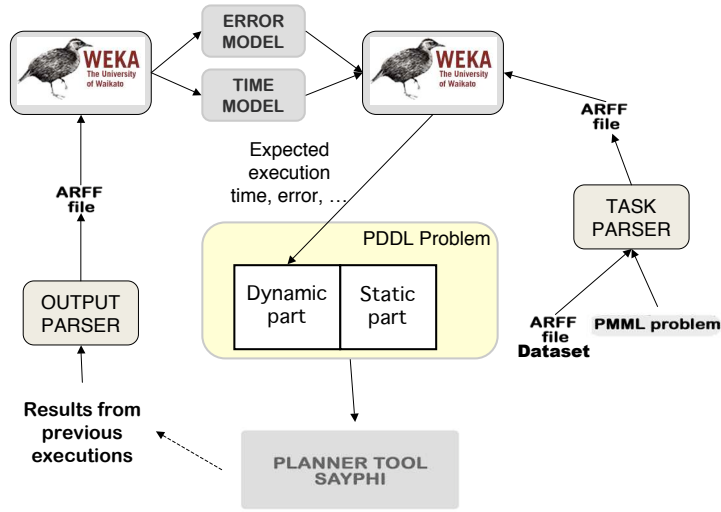 ERROR
MODEL
WEKA
The University
of Waikato
TIME
MODEL
WEKA
The University
of Waikato
ARFF
file
Expected
execution
time, error, ...
ARFF
file
TASK
PARSER
PDDL Problem
Dynamic
part
Static
part
OUTPUT
PARSER
ARFF
file
Dataset
PMML problem
Results from
previous
executions
PLANNER TOOL
SAYPHI